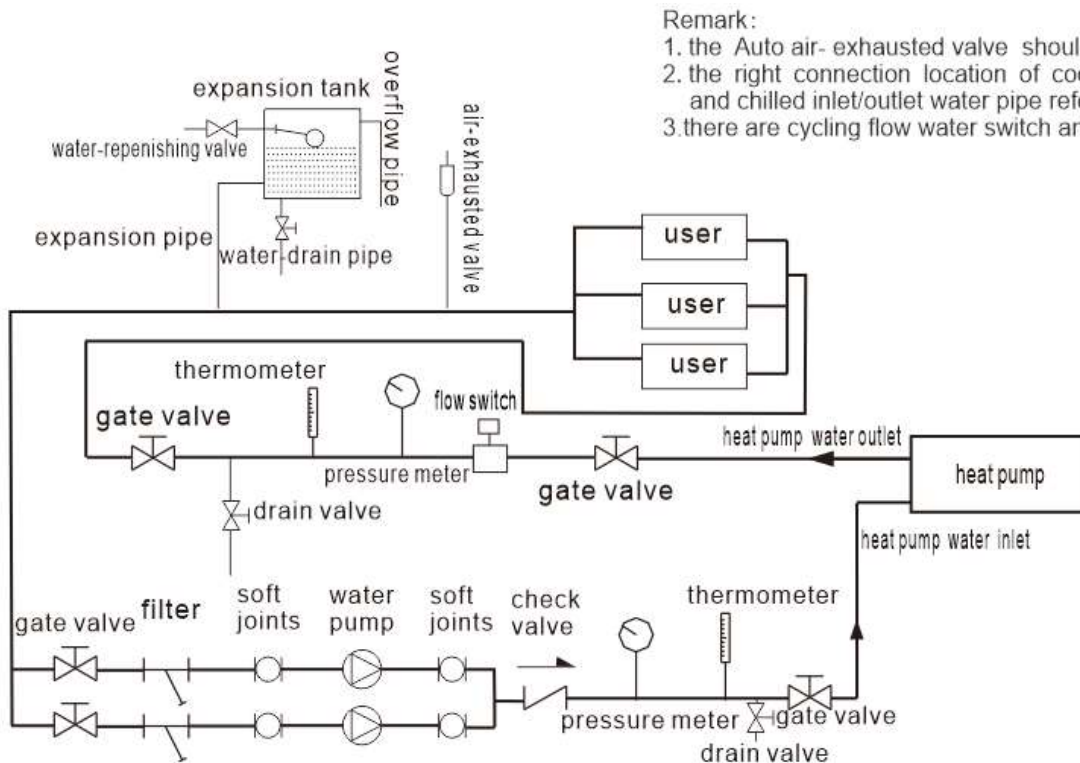 Remark:
1. the Auto air- exhausted valve shoul
2. the right connection location of co
and chilled inlet/outlet water pipe ref
3.there are cycling flow water switch a
expansion tank
overflow pipe
air-exhausted valve
water-repenishing valve
expansion pipe
water-drain pipe
user
user
user
thermometer
flow switch
gate valve
heat pump water outlet
pressure meter
gate valve
heat pump
drain valve
heat pump water inlet
soft
joints
water
pump
soft
joints
check
valve
thermometer
filter
gate valve
pressure meter
gate valve
drain valve